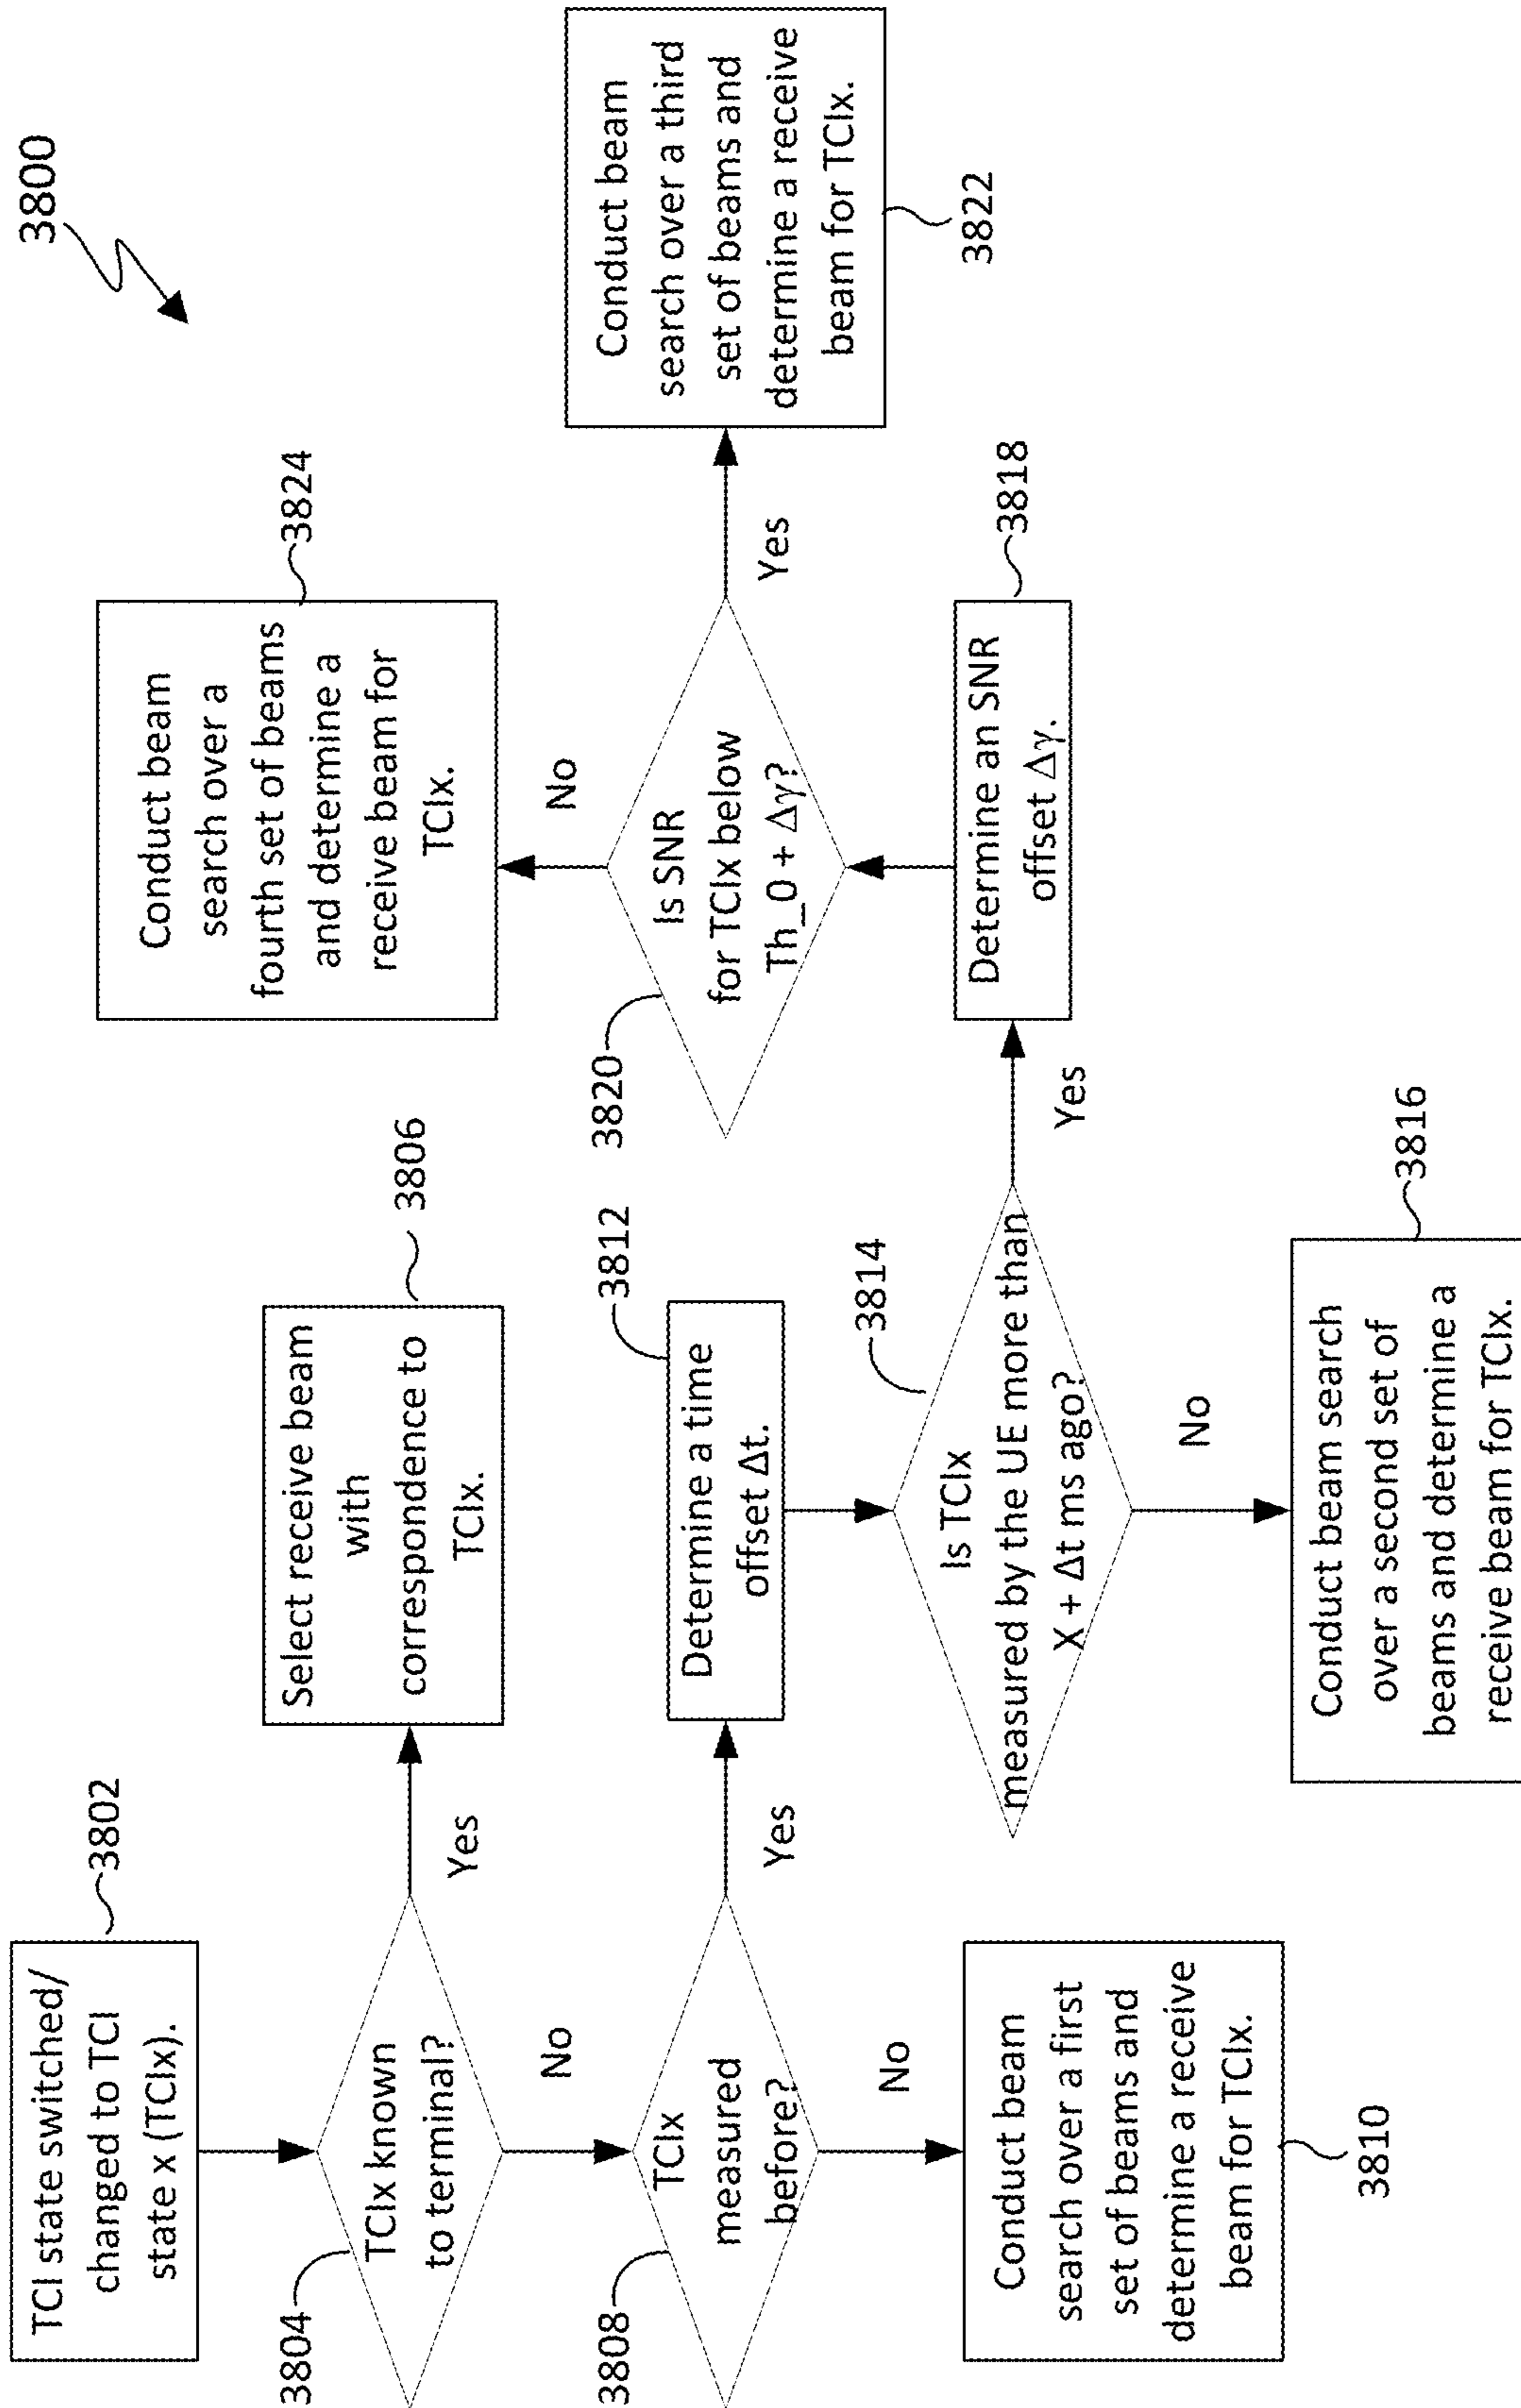 3800
TCI state switched/
changed to TCI
state x (TCIx).
3802
TCIx known
to terminal?
3804
Yes
Select receive beam
with
correspondence to
TCIx.
3806
No
TCIx
measured
before?
3808
No
Conduct beam
search over a first
set of beams and
determine a receive
beam for TCIx.
3810
Yes
Determine a time
offset Δt.
3812
Is TCIx
measured by the UE more than
X + Δt ms ago?
3814
No
Conduct beam search
over a second set of
beams and determine a
receive beam for TCIx.
3816
Yes
Determine an SNR
offset Δγ.
3818
Is SNR
for TCIx below
Th_0 + Δγ?
3820
Yes
Conduct beam
search over a third
set of beams and
determine a receive
beam for TCIx.
3822
No
Conduct beam
search over a
fourth set of beams
and determine a
receive beam for
TCIx.
3824